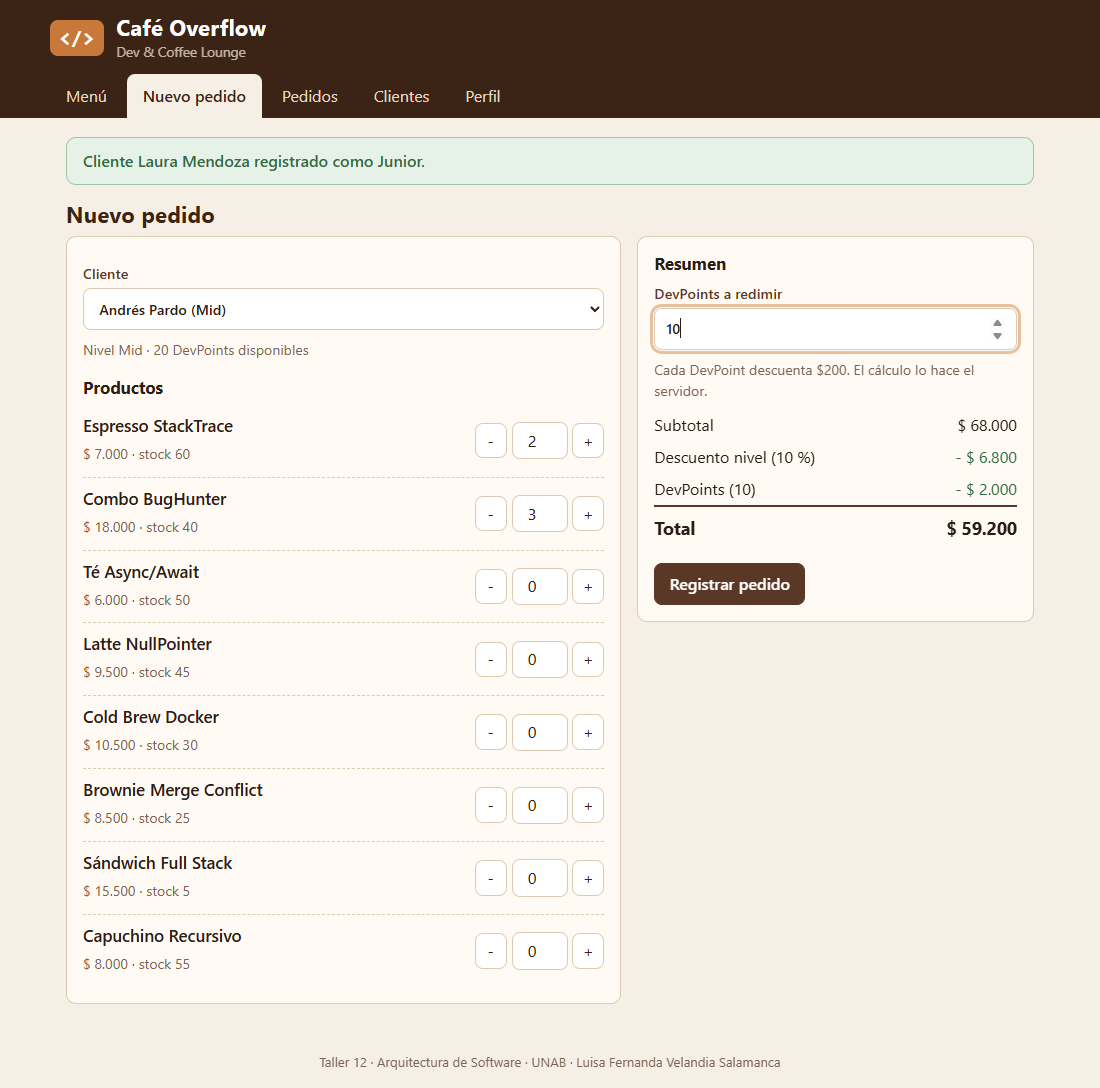 </> Café Overflow
Dev & Coffee Lounge
Menú Nuevo pedido Pedidos Clientes Perfil
Cliente Laura Mendoza registrado como Junior.
Nuevo pedido
Cliente
Andrés Pardo (Mid)
Nivel Mid · 20 DevPoints disponibles
Productos
Espresso StackTrace
$ 7.000 · stock 60
- 2 +
Combo BugHunter
$ 18.000 · stock 40
- 3 +
Té Async/Await
$ 6.000 · stock 50
- 0 +
Latte NullPointer
$ 9.500 · stock 45
- 0 +
Cold Brew Docker
$ 10.500 · stock 30
- 0 +
Brownie Merge Conflict
$ 8.500 · stock 25
- 0 +
Sándwich Full Stack
$ 15.500 · stock 5
- 0 +
Capuchino Recursivo
$ 8.000 · stock 55
- 0 +
Resumen
DevPoints a redimir
10
Cada DevPoint descuenta $200. El cálculo lo hace el
servidor.
Subtotal $ 68.000
Descuento nivel (10 %) - $ 6.800
DevPoints (10) - $ 2.000
Total $ 59.200
Registrar pedido
Taller 12 · Arquitectura de Software · UNAB · Luisa Fernanda Velandia Salamanca